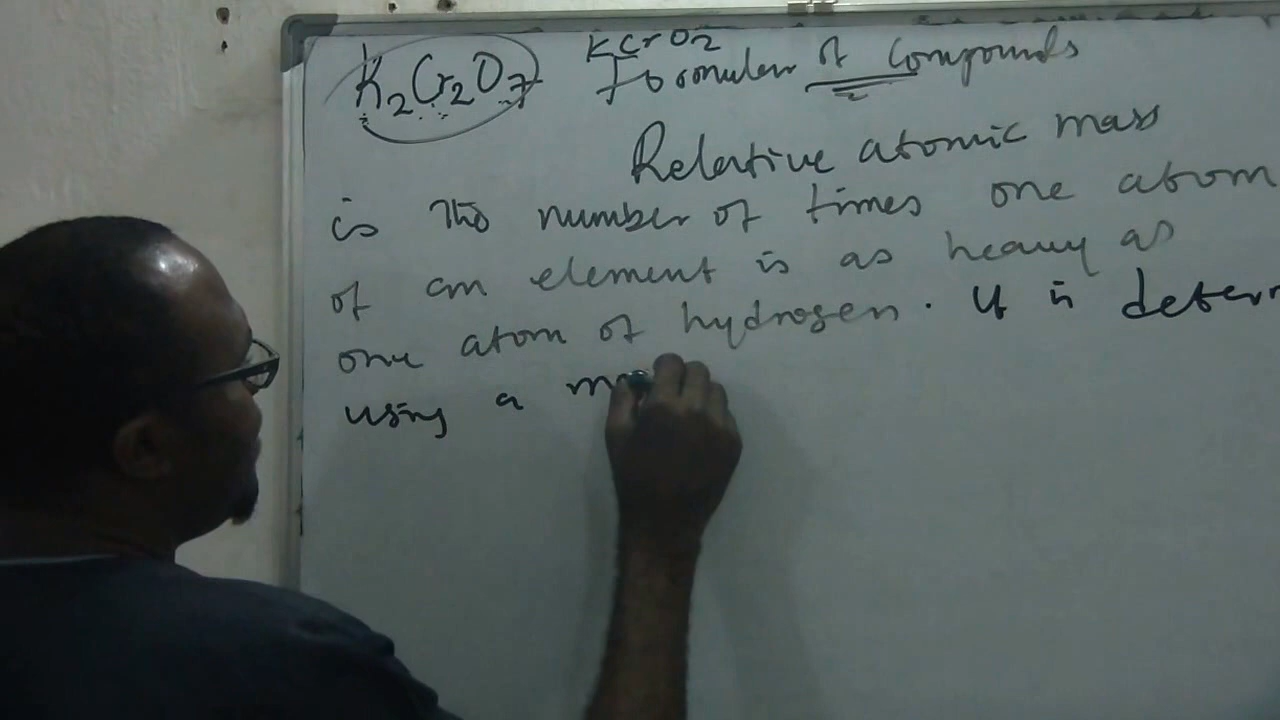 KCrO2
K2Cr2O7 Formular of Compounds
Relative atomic mass
is the number of times one atom
of an element is as heavy as
one atom of hydrogen. It is deter
using a m